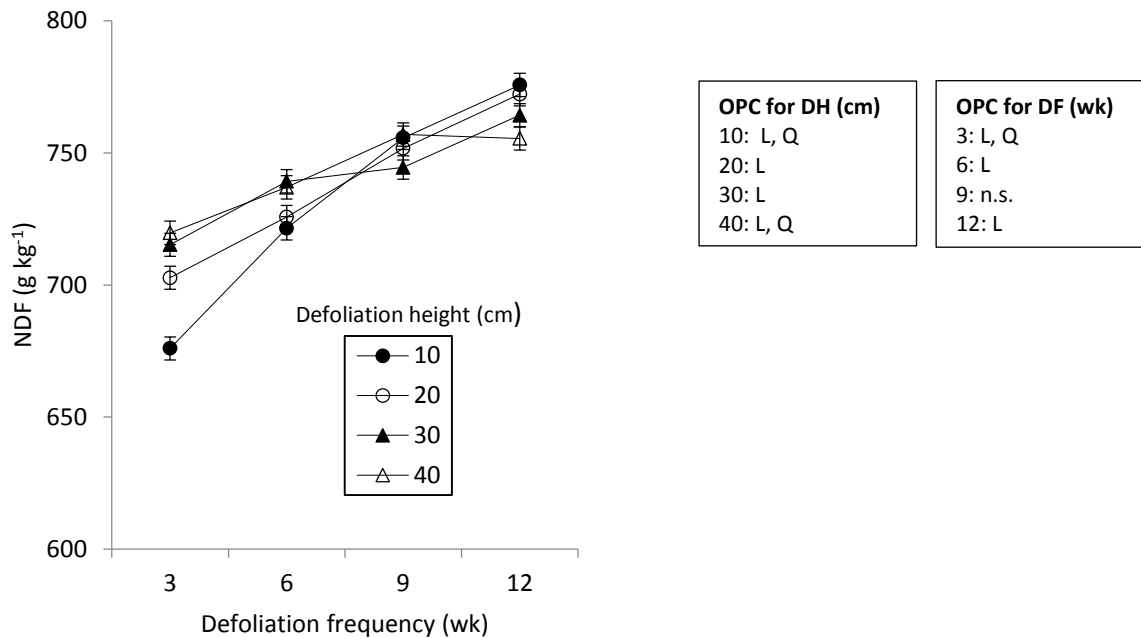 800
750
700
650
600
NDF (g kg⁻¹)
3 6 9 12
Defoliation frequency (wk)
Defoliation height (cm)
10
20
30
40
OPC for DH (cm)
10: L, Q
20: L
30: L
40: L, Q
OPC for DF (wk)
3: L, Q
6: L
9: n.s.
12: L